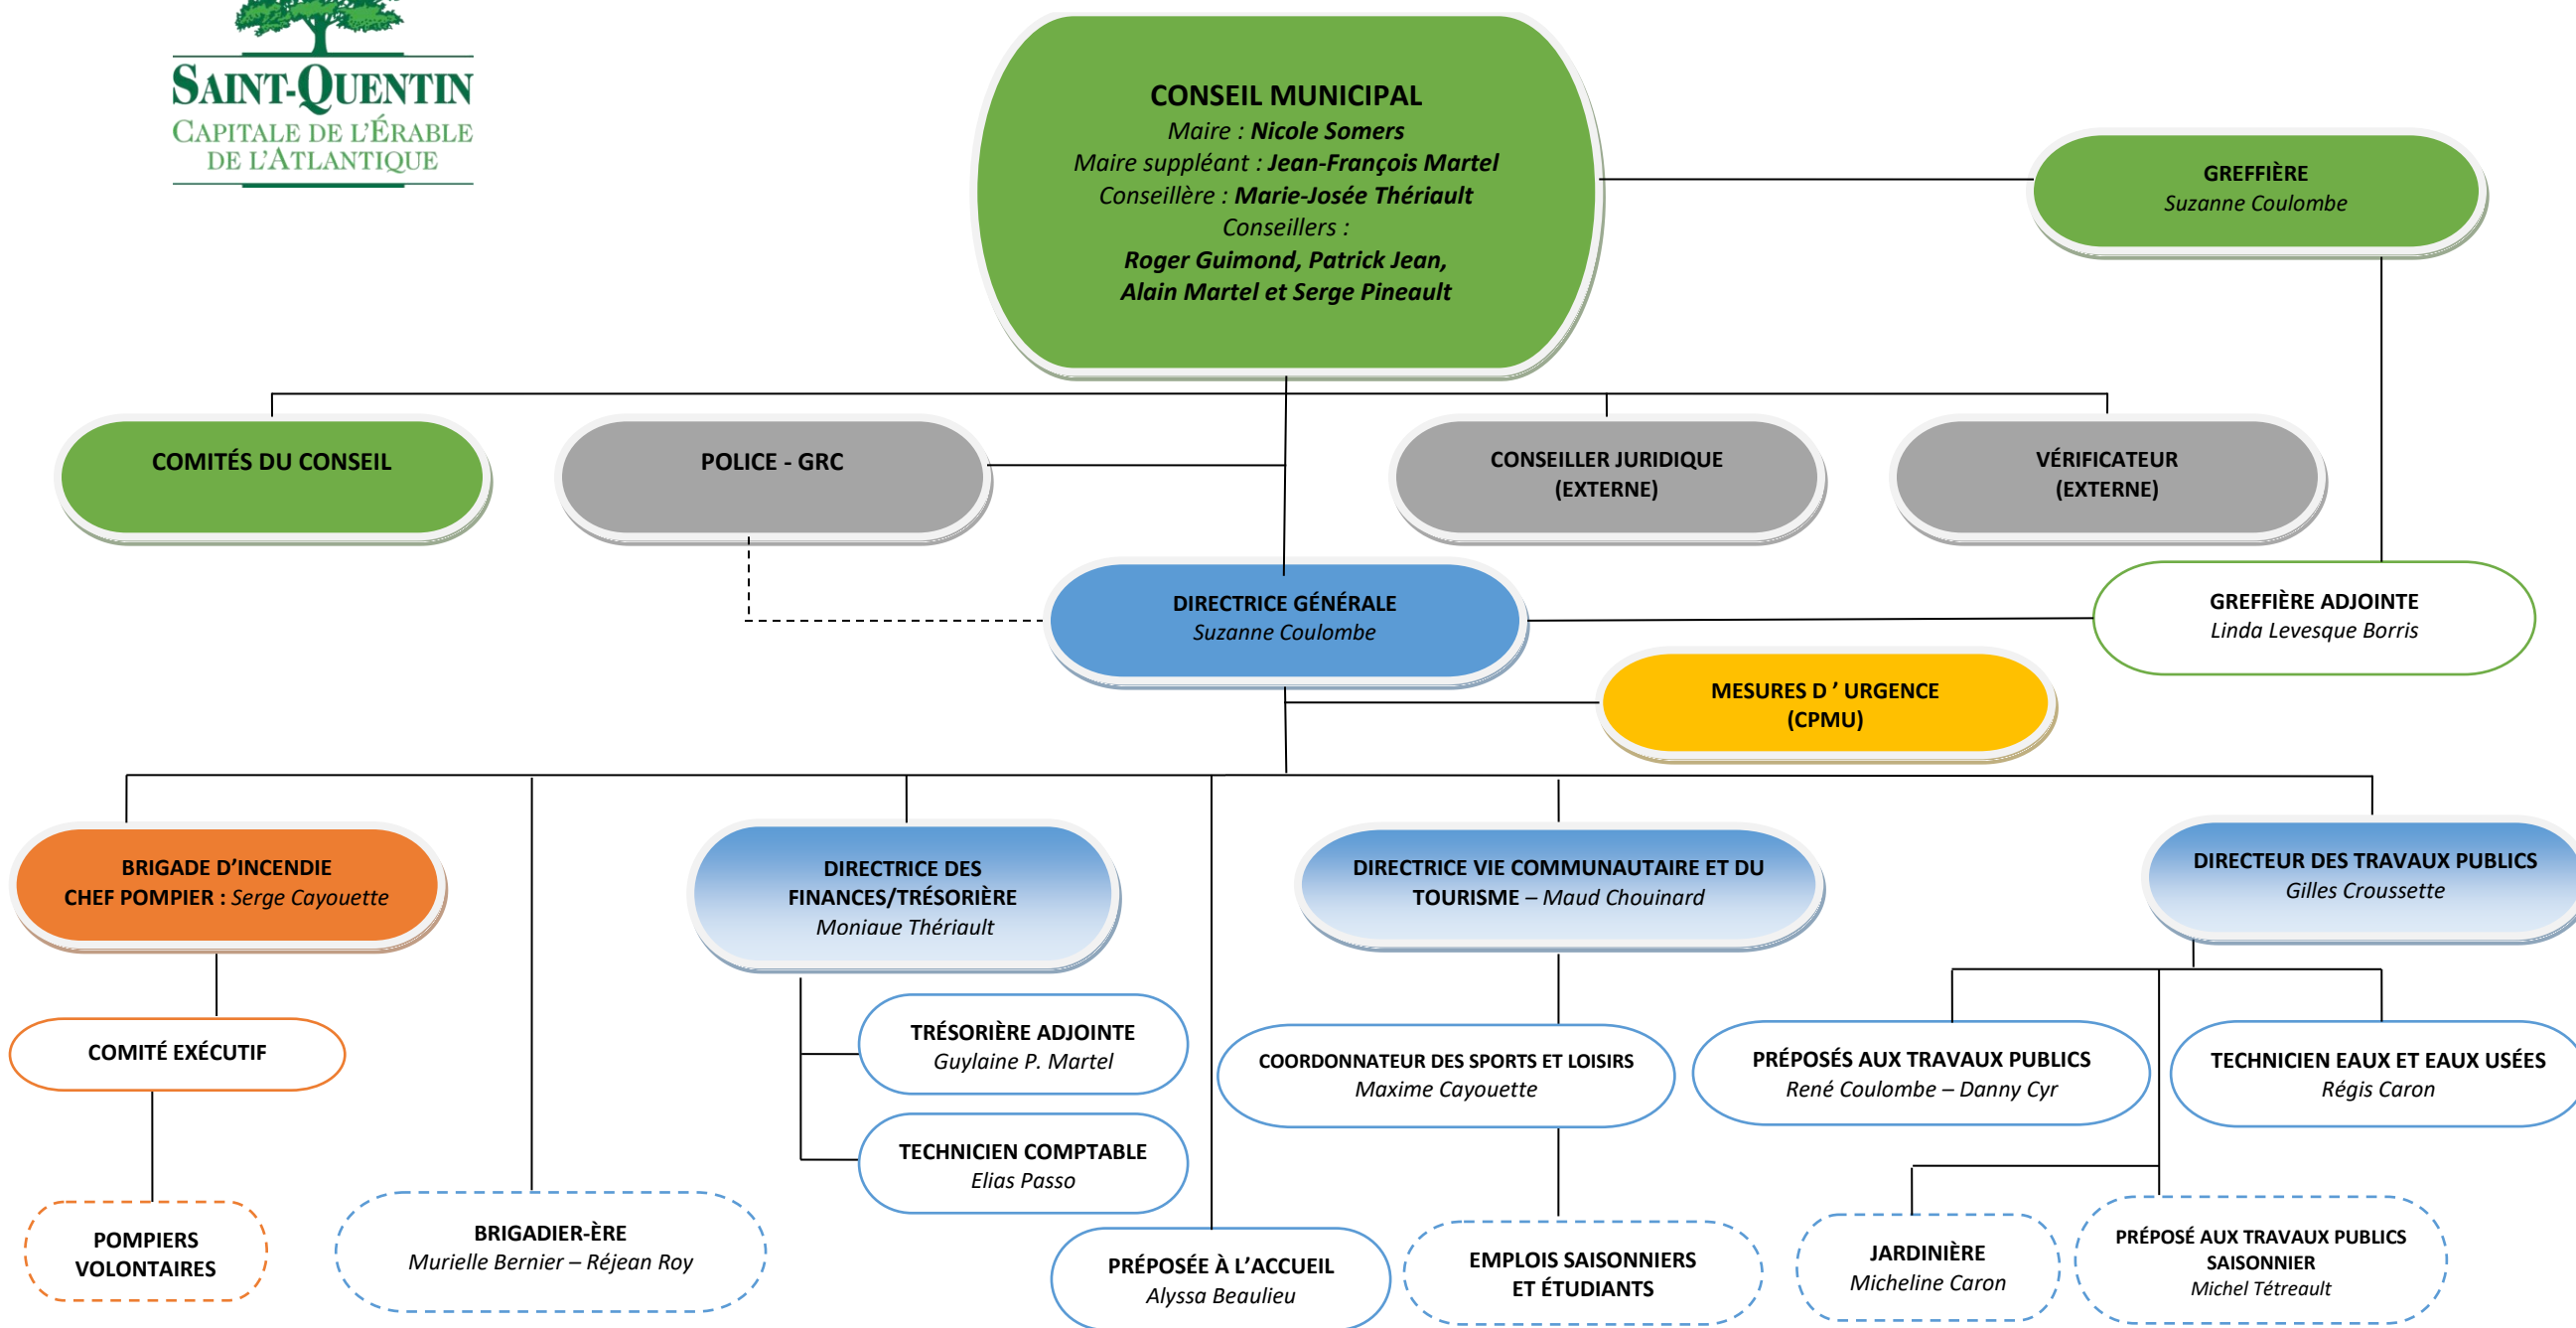 SAINT-QUENTIN
CAPITALE DE L'ÉRABLE
DE L'ATLANTIQUE
CONSEIL MUNICIPAL
Maire : Nicole Somers
Maire suppléant : Jean-François Martel
Conseillère : Marie-Josée Thériault
Conseillers :
Roger Guimond, Patrick Jean,
Alain Martel et Serge Pineault
GREFFIÈRE
Suzanne Coulombe
COMITÉS DU CONSEIL
POLICE - GRC
CONSEILLER JURIDIQUE
(EXTERNE)
VÉRIFICATEUR
(EXTERNE)
DIRECTRICE GÉNÉRALE
Suzanne Coulombe
GREFFIÈRE ADJOINTE
Linda Levesque Borris
MESURES D ’ URGENCE
(CPMU)
BRIGADE D’INCENDIE
CHEF POMPIER : Serge Cayouette
DIRECTRICE DES
FINANCES/TRÉSORIÈRE
Moniaue Thériault
DIRECTRICE VIE COMMUNAUTAIRE ET DU
TOURISME – Maud Chouinard
DIRECTEUR DES TRAVAUX PUBLICS
Gilles Croussette
COMITÉ EXÉCUTIF
TRÉSORIÈRE ADJOINTE
Guylaine P. Martel
COORDONNATEUR DES SPORTS ET LOISIRS
Maxime Cayouette
PRÉPOSÉS AUX TRAVAUX PUBLICS
René Coulombe – Danny Cyr
TECHNICIEN EAUX ET EAUX USÉES
Régis Caron
TECHNICIEN COMPTABLE
Elias Passo
POMPIERS
VOLONTAIRES
BRIGADIER-ÈRE
Murielle Bernier – Réjean Roy
PRÉPOSÉE À L’ACCUEIL
Alyssa Beaulieu
EMPLOIS SAISONNIERS
ET ÉTUDIANTS
JARDINIÈRE
Micheline Caron
PRÉPOSÉ AUX TRAVAUX PUBLICS
SAISONNIER
Michel Tétreault